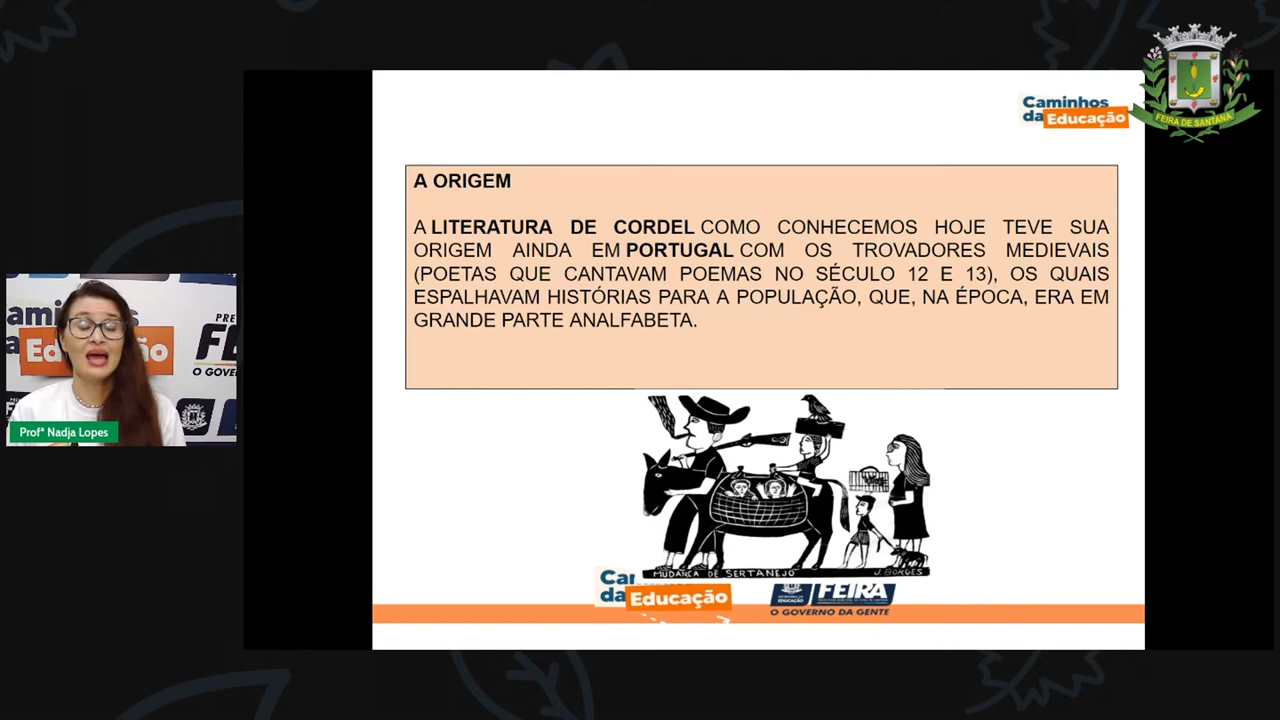 Caminhos
da Educação
FEIRA DE SANTANA
A ORIGEM
A LITERATURA DE CORDEL COMO CONHECEMOS HOJE TEVE SUA
ORIGEM AINDA EM PORTUGAL COM OS TROVADORES MEDIEVAIS
(POETAS QUE CANTAVAM POEMAS NO SÉCULO 12 E 13), OS QUAIS
ESPALHAVAM HISTÓRIAS PARA A POPULAÇÃO, QUE, NA ÉPOCA, ERA EM
GRANDE PARTE ANALFABETA.
Profª Nadja Lopes
MUDANÇA DE SERTANEJO
J. BORGES
da Educação
EDUCAÇÃO
FEIRA
O GOVERNO DA GENTE